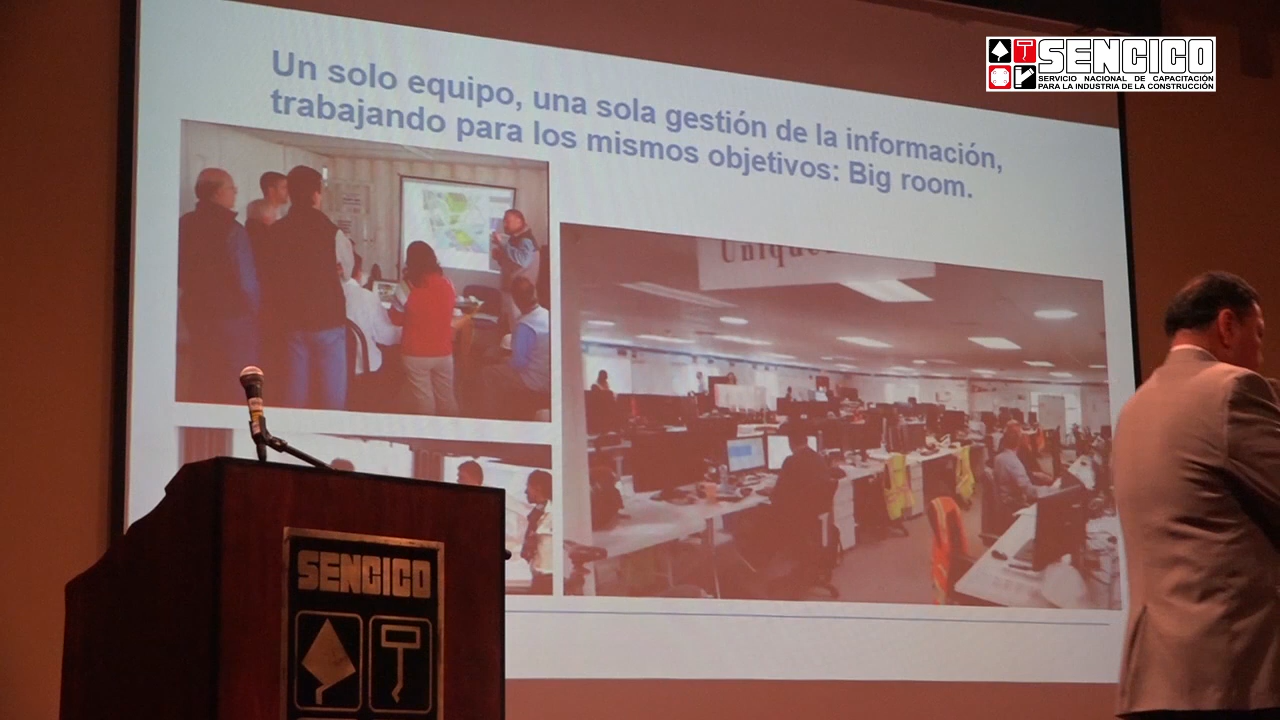 SENCICO
SERVICIO NACIONAL DE CAPACITACIÓN
PARA LA INDUSTRIA DE LA CONSTRUCCIÓN
Un solo equipo, una sola gestión de la información,
trabajando para los mismos objetivos: Big room.
SENCICO